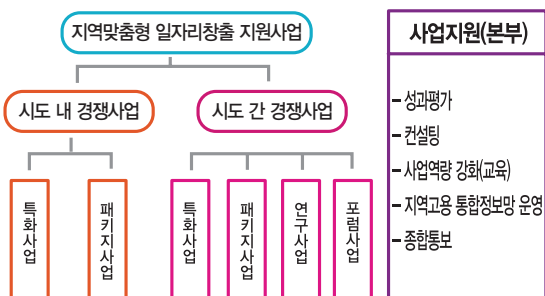 지역맞춤형 일자리창출 지원사업
시도 내 경쟁사업
시도 간 경쟁사업
특화사업
패키지사업
특화사업
패키지사업
연구사업
포럼사업
사업지원(본부)
– 성과평가
– 컨설팅
– 사업역량 강화(교육)
– 지역고용 통합정보망 운영
– 종합통보